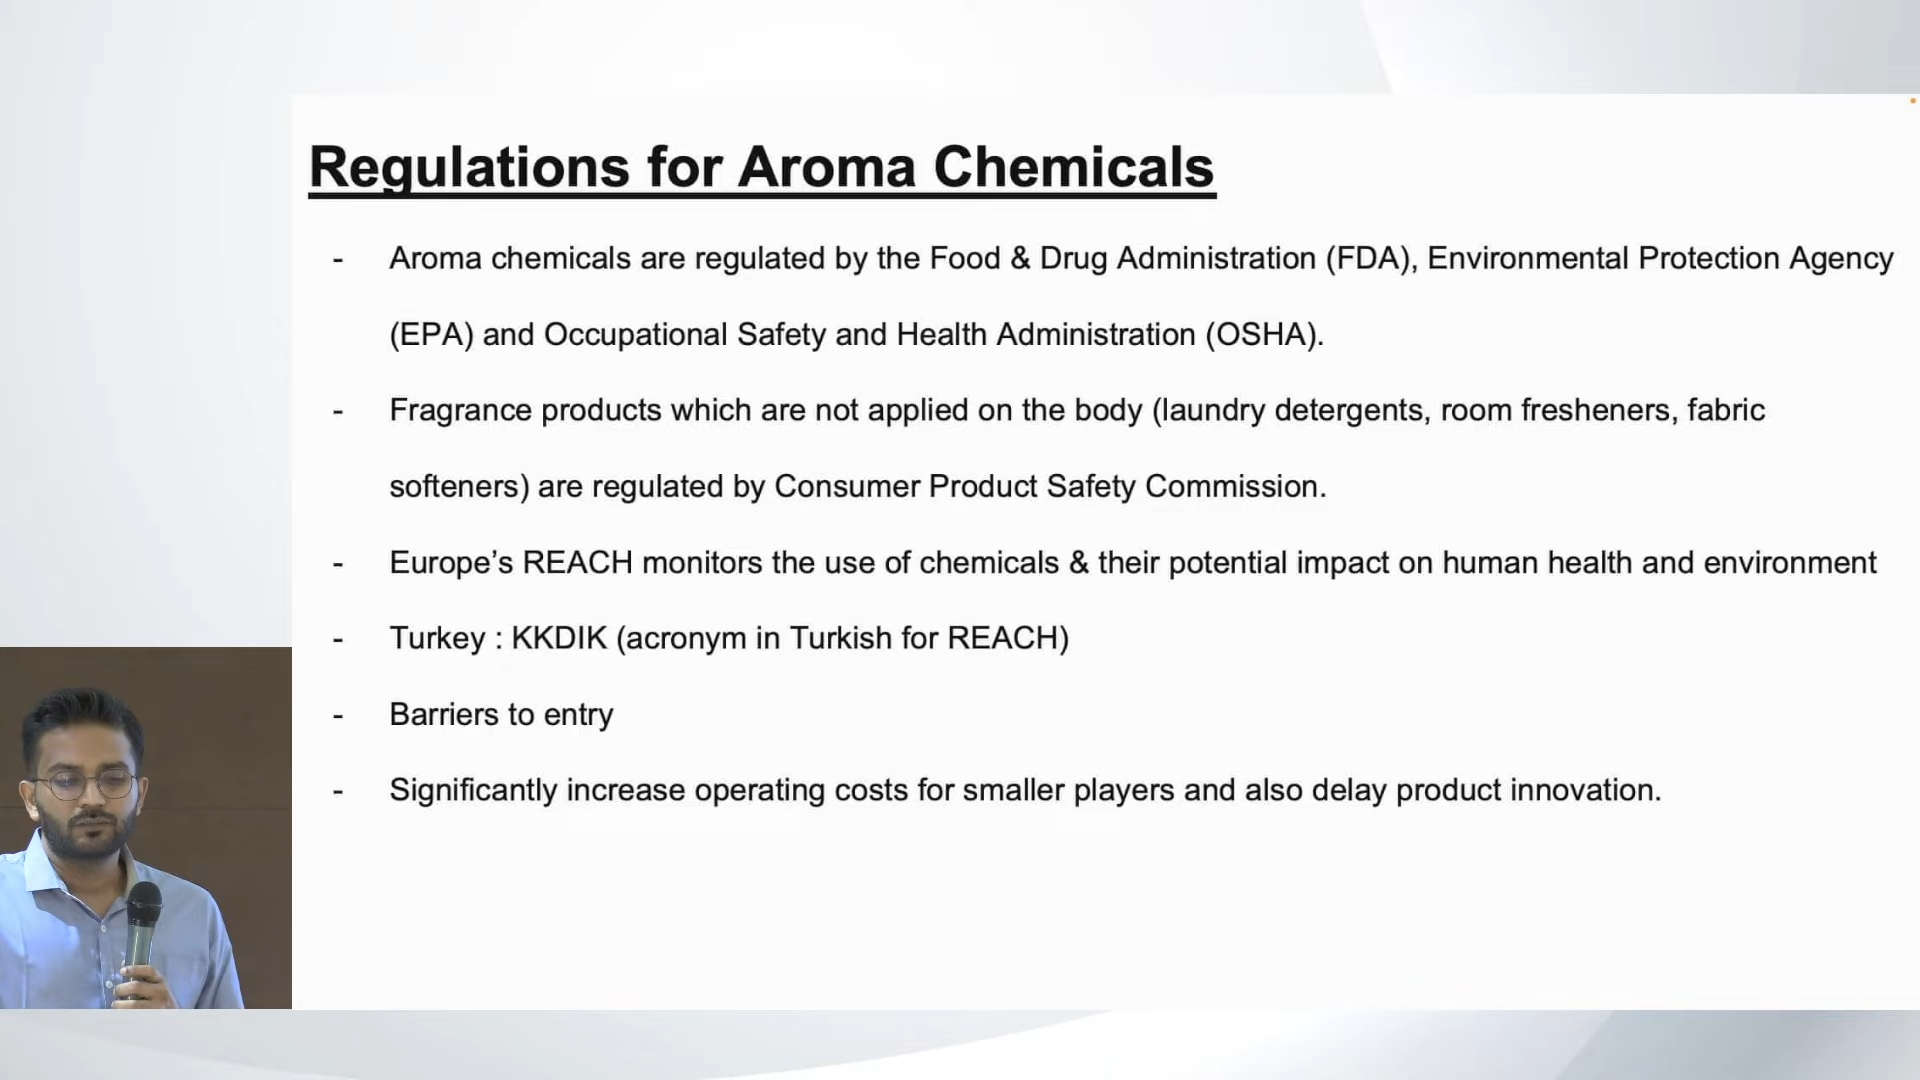 Regulations for Aroma Chemicals
- Aroma chemicals are regulated by the Food & Drug Administration (FDA), Environmental Protection Agency
(EPA) and Occupational Safety and Health Administration (OSHA).
- Fragrance products which are not applied on the body (laundry detergents, room fresheners, fabric
softeners) are regulated by Consumer Product Safety Commission.
- Europe’s REACH monitors the use of chemicals & their potential impact on human health and environment
- Turkey : KKDIK (acronym in Turkish for REACH)
- Barriers to entry
- Significantly increase operating costs for smaller players and also delay product innovation.